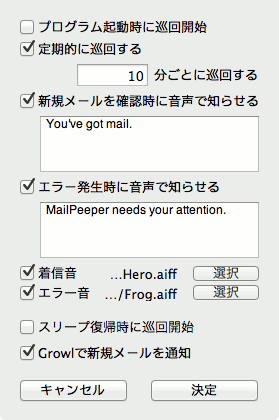 プログラム起動時に巡回開始
定期的に巡回する
10 分ごとに巡回する
新規メールを確認時に音声で知らせる
You've got mail.
エラー発生時に音声で知らせる
MailPeeper needs your attention.
着信音 ...Hero.aiff 選択
エラー音 .../Frog.aiff 選択
スリープ復帰時に巡回開始
Growlで新規メールを通知
キャンセル 決定